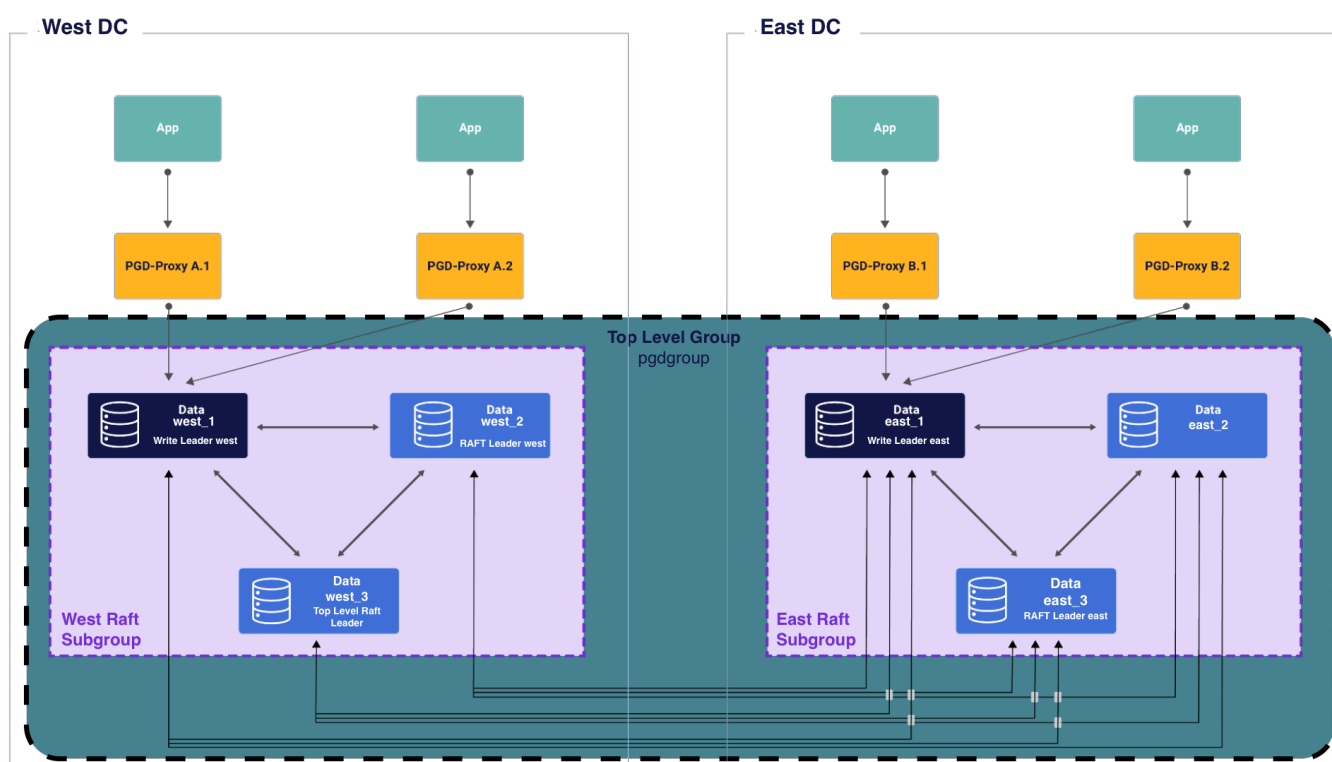 West DC
East DC
App
App
App
App
PGD-Proxy A.1
PGD-Proxy A.2
PGD-Proxy B.1
PGD-Proxy B.2
Top Level Group
pgdgroup
Data
west_1
Write Leader west
Data
west_2
RAFT Leader west
Data
east_1
Write Leader east
Data
east_2
Data
west_3
Top Level Raft
Leader
Data
east_3
RAFT Leader east
West Raft
Subgroup
East Raft
Subgroup